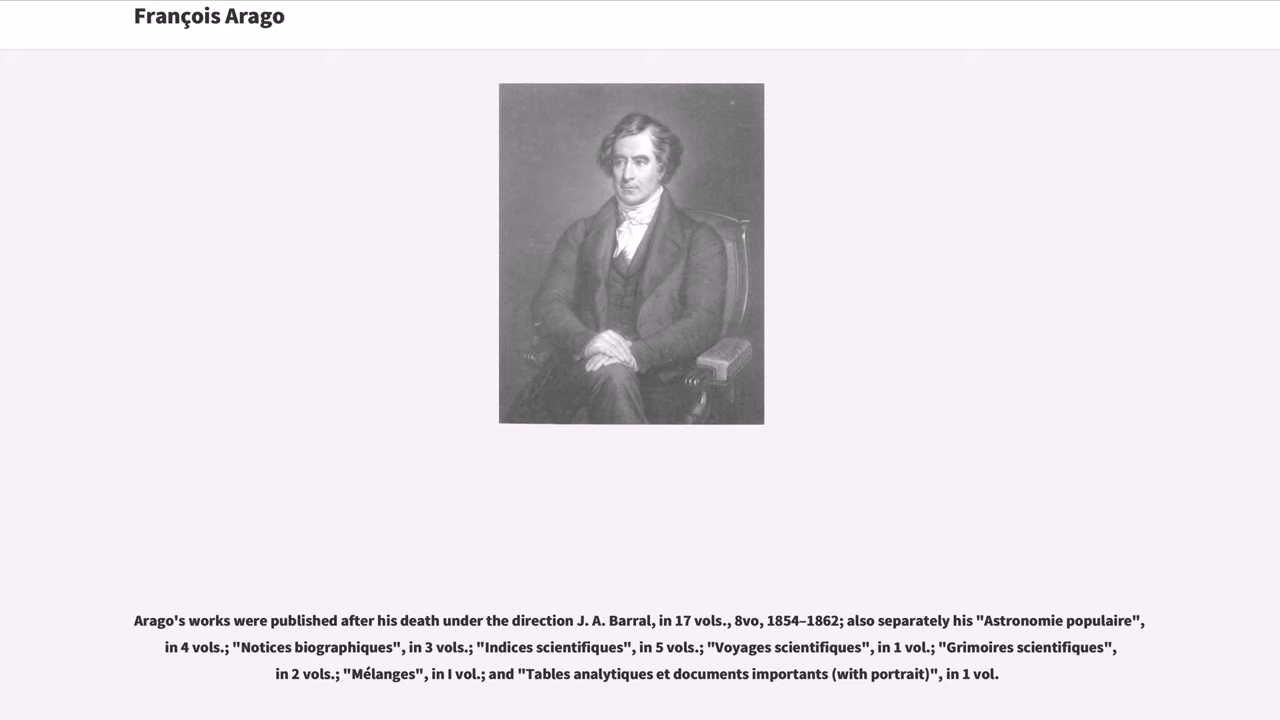 François Arago
Arago's works were published after his death under the direction J. A. Barral, in 17 vols., 8vo, 1854–1862; also separately his "Astronomie populaire",
in 4 vols.; "Notices biographiques", in 3 vols.; "Indices scientifiques", in 5 vols.; "Voyages scientifiques", in 1 vol.; "Grimoires scientifiques",
in 2 vols.; "Mélanges", in I vol.; and "Tables analytiques et documents importants (with portrait)", in 1 vol.